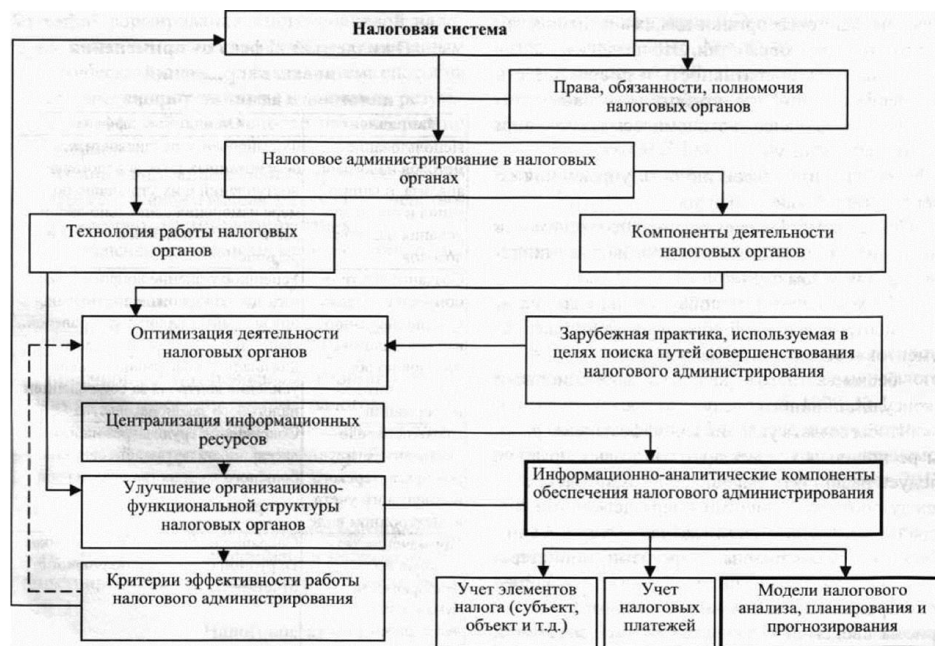 Налоговая система
Права, обязанности, полномочия
налоговых органов
Налоговое администрирование в налоговых
органах
Технология работы налоговых
органов
Компоненты деятельности
налоговых органов
Оптимизация деятельности
налоговых органов
Зарубежная практика, используемая в
целях поиска путей совершенствования
налогового администрирования
Централизация информационных
ресурсов
Информационно-аналитические компоненты
обеспечения налогового администрирования
Улучшение организационно-
функциональной структуры
налоговых органов
Критерии эффективности работы
налогового администрирования
Учет элементов
налога (субъект,
объект и т.д.)
Учет
налоговых
платежей
Модели налогового
анализа, планирования и
прогнозирования